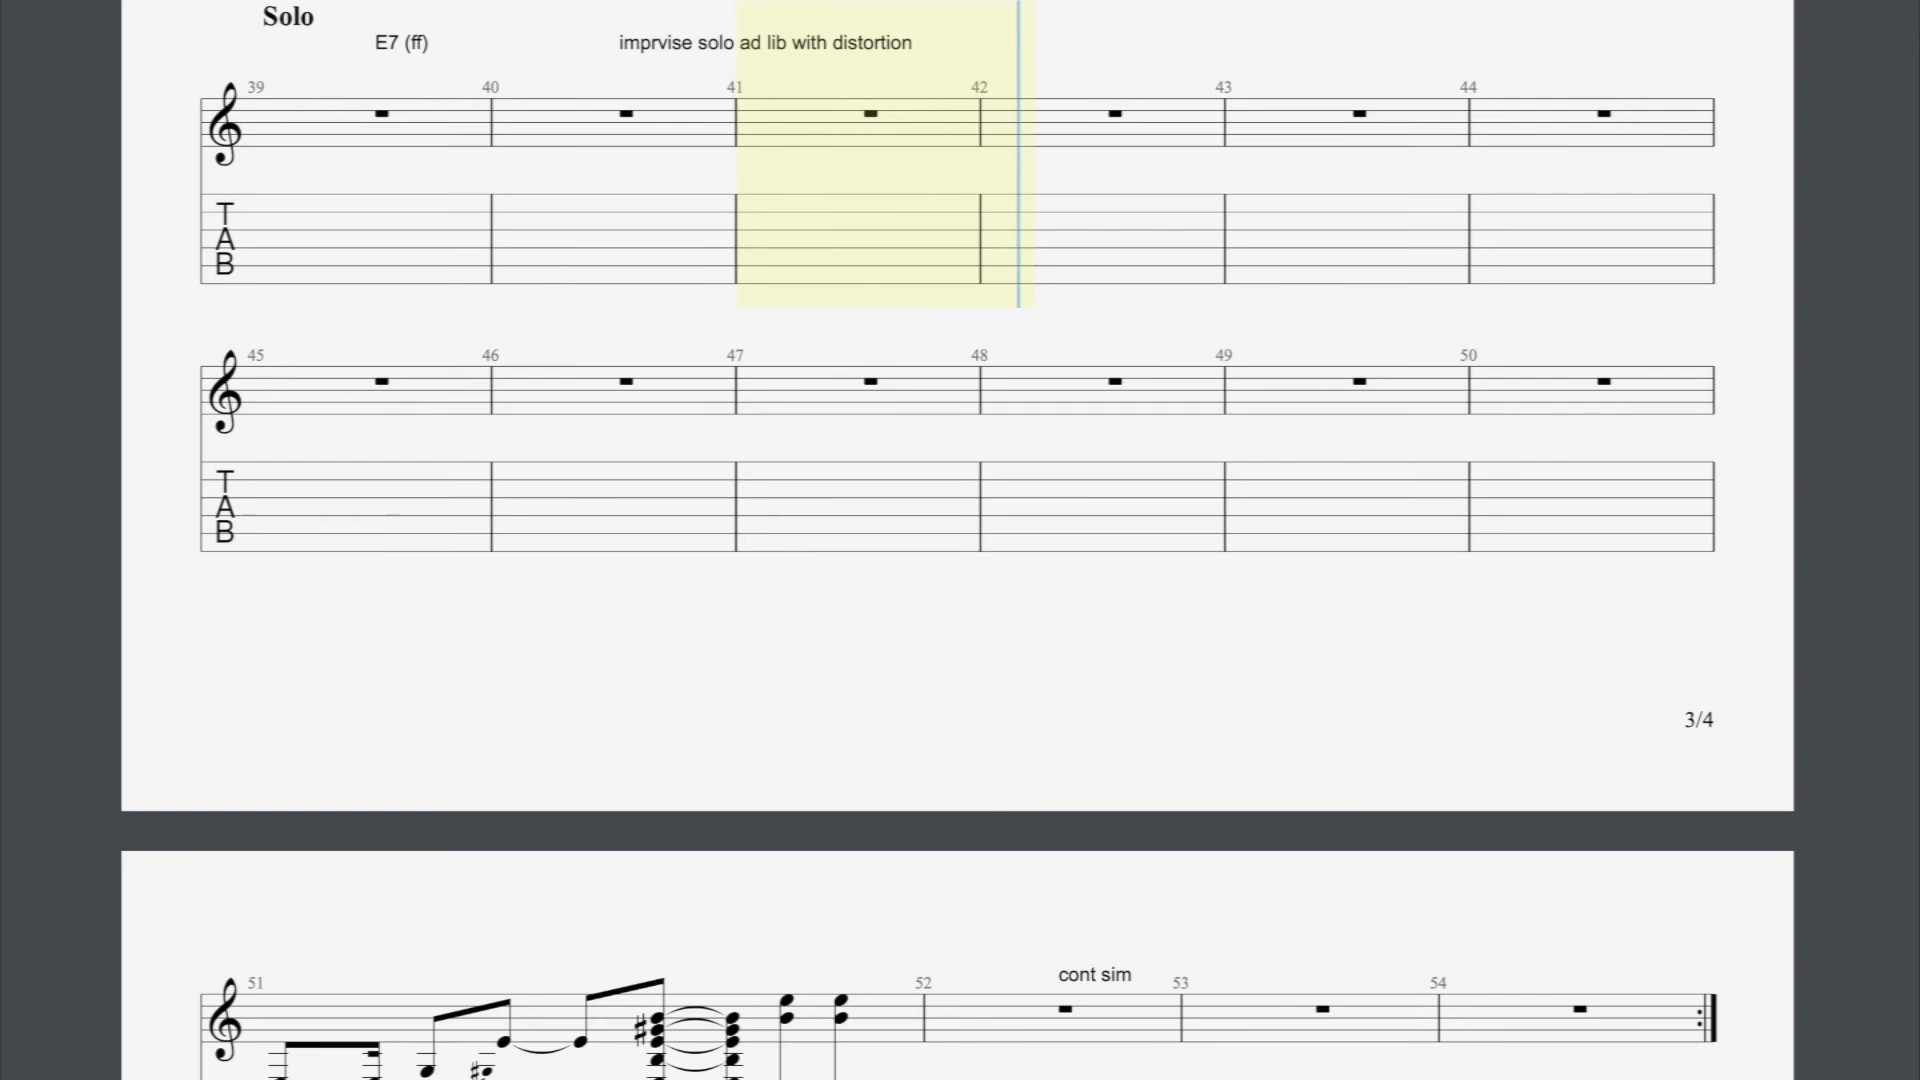 Solo
E7 (ff) imprvise solo ad lib with distortion
39 40 41 42 43 44
T
A
B
45 46 47 48 49 50
T
A
B
3/4
cont sim
51 52 53 54